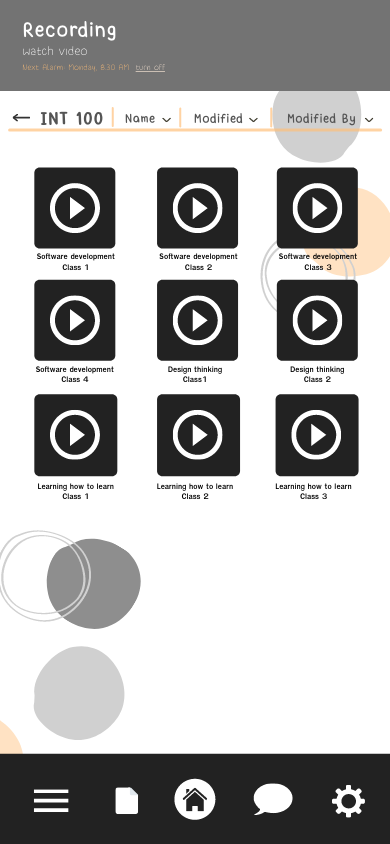 Recording
watch video
Next Alarm: Monday, 8:30 AM turn off
INT 100 Name Modified Modified By
Software development
Class 1
Software development
Class 2
Software development
Class 3
Software development
Class 4
Design thinking
Class1
Design thinking
Class 2
Learning how to learn
Class 1
Learning how to learn
Class 2
Learning how to learn
Class 3